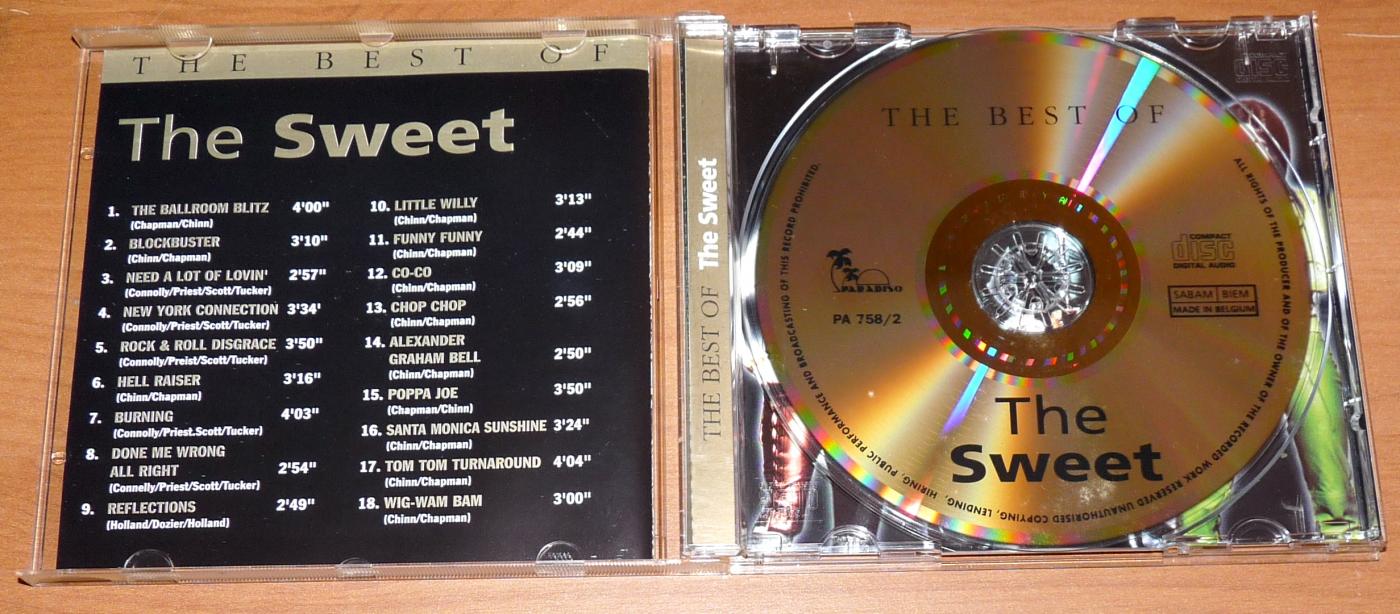 THE BEST OF
The Sweet
1. THE BALLROOM BLITZ 4'00"
(Chapman/Chinn)
2. BLOCKBUSTER 3'10"
(Chinn/Chapman)
3. NEED A LOT OF LOVIN' 2'57"
(Connolly/Priest/Scott/Tucker)
4. NEW YORK CONNECTION 3'34'
(Connolly/Priest/Scott/Tucker)
5. ROCK & ROLL DISGRACE 3'50"
(Connolly/Preist/Scott/Tucker)
6. HELL RAISER 3'16"
(Chinn/Chapman)
7. BURNING 4'03"
(Connolly/Priest.Scott/Tucker)
8. DONE ME WRONG
ALL RIGHT 2'54"
(Connelly/Priest/Scott/Tucker)
9. REFLECTIONS 2'49"
(Holland/Dozier/Holland)
10. LITTLE WILLY 3'13"
(Chinn/Chapman)
11. FUNNY FUNNY 2'44"
(Chinn/Chapman)
12. CO-CO 3'09"
(Chinn/Chapman)
13. CHOP CHOP 2'56"
(Chinn/Chapman)
14. ALEXANDER
GRAHAM BELL 2'50"
(Chinn/Chapman)
15. POPPA JOE 3'50"
(Chapman/Chinn)
16. SANTA MONICA SUNSHINE 3'24"
(Chinn/Chapman)
17. TOM TOM TURNAROUND 4'04"
(Chinn/Chapman)
18. WIG-WAM BAM 3'00"
(Chinn/Chapman)
THE BEST OF The Sweet
THE BEST OF
ALL RIGHTS OF THE PRODUCER AND OF THE OWNER OF THE RECORDED WORK RESERVED UNAUTHORISED COPYING, LENDING, HIRING, PUBLIC PERFORMANCE AND BROADCASTING OF THIS RECORD PROHIBITED.
PARADISO
PA 758/2
COMPACT
disc
DIGITAL AUDIO
SABAM BIEM
MADE IN BELGIUM
The
Sweet